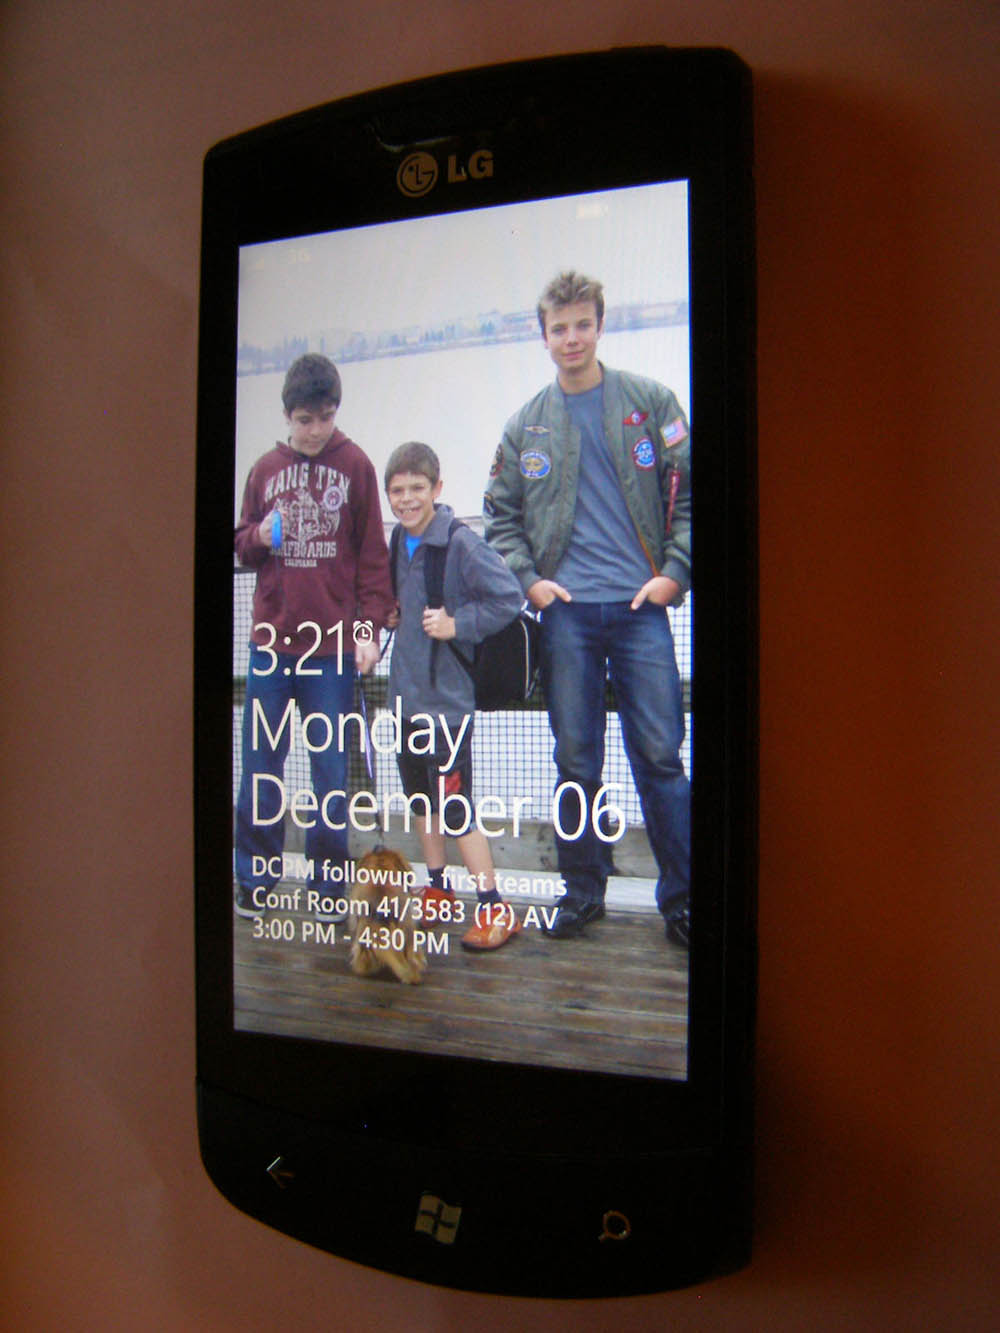 LG
HANG TEN
SURFBOARDS
CALIFORNIA
3:21
Monday
December 06
DCPM followup - first teams
Conf Room 41/3583 (12) AV
3:00 PM - 4:30 PM